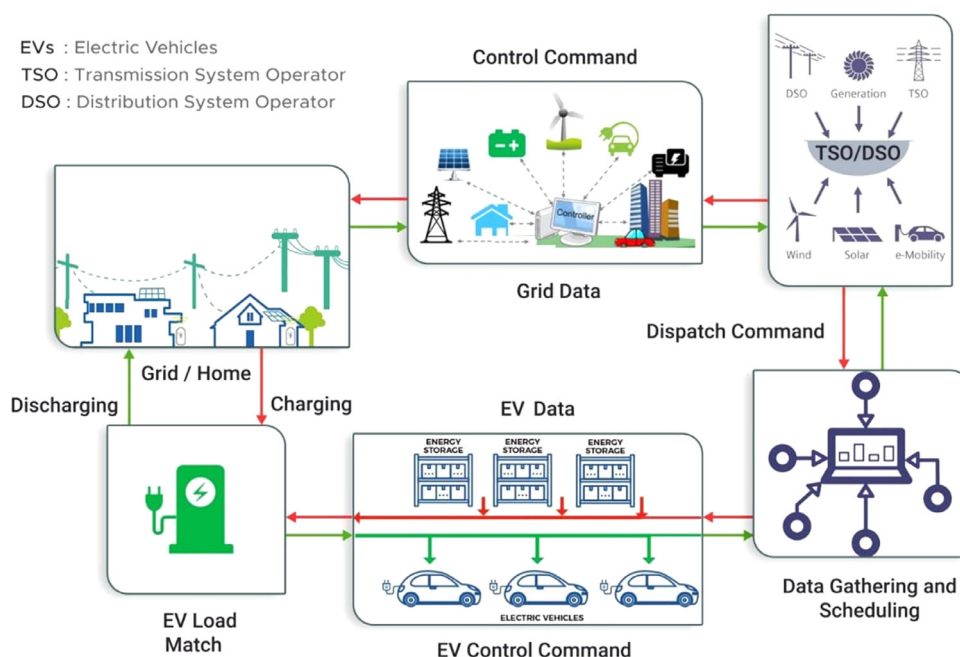 EVs : Electric Vehicles
TSO : Transmission System Operator
DSO : Distribution System Operator
Control Command
Controller
Grid Data
DSO
Generation
TSO
TSO/DSO
Wind
Solar
e-Mobility
Dispatch Command
Grid / Home
Discharging
Charging
EV Data
ENERGY
STORAGE
ENERGY
STORAGE
ENERGY
STORAGE
ELECTRIC VEHICLES
EV Load
Match
EV Control Command
Data Gathering and
Scheduling